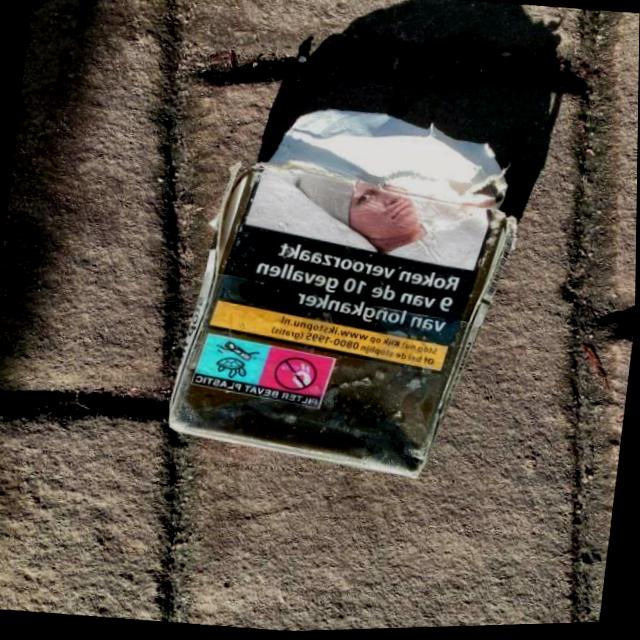 Roken veroorzaakt
9 van de 10 gevallen
van longkanker
Stop nu! Kijk op www.ikstopnu.nl
Of bel de stoplijn 0800-1995 (gratis)
FILTER BEVAT PLASTIC